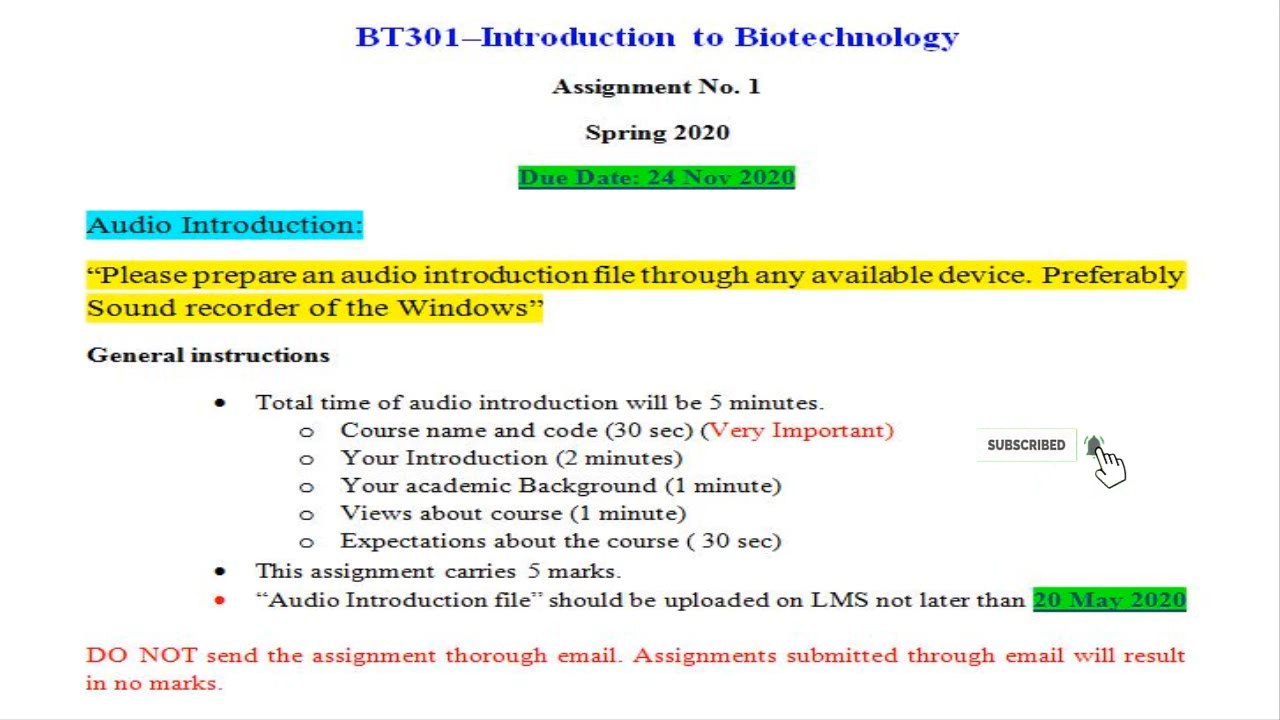 BT301–Introduction to Biotechnology
Assignment No. 1
Spring 2020
Due Date: 24 Nov 2020
Audio Introduction:
“Please prepare an audio introduction file through any available device. Preferably
Sound recorder of the Windows”
General instructions
• Total time of audio introduction will be 5 minutes.
o Course name and code (30 sec) (Very Important)
o Your Introduction (2 minutes)
o Your academic Background (1 minute)
o Views about course (1 minute)
o Expectations about the course ( 30 sec)
• This assignment carries 5 marks.
• “Audio Introduction file” should be uploaded on LMS not later than 20 May 2020
SUBSCRIBED
DO NOT send the assignment thorough email. Assignments submitted through email will result
in no marks.